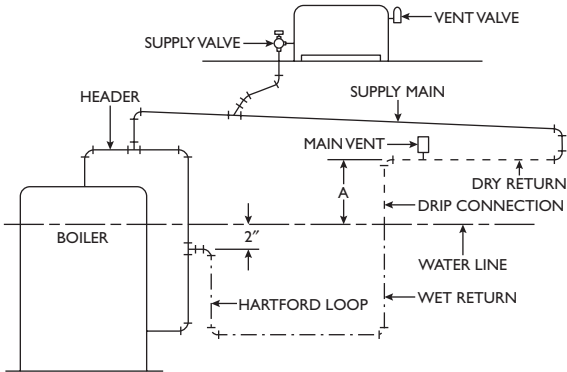 VENT VALVE
SUPPLY VALVE
HEADER
SUPPLY MAIN
MAIN VENT
DRY RETURN
A
DRIP CONNECTION
BOILER
2″
WATER LINE
HARTFORD LOOP
WET RETURN